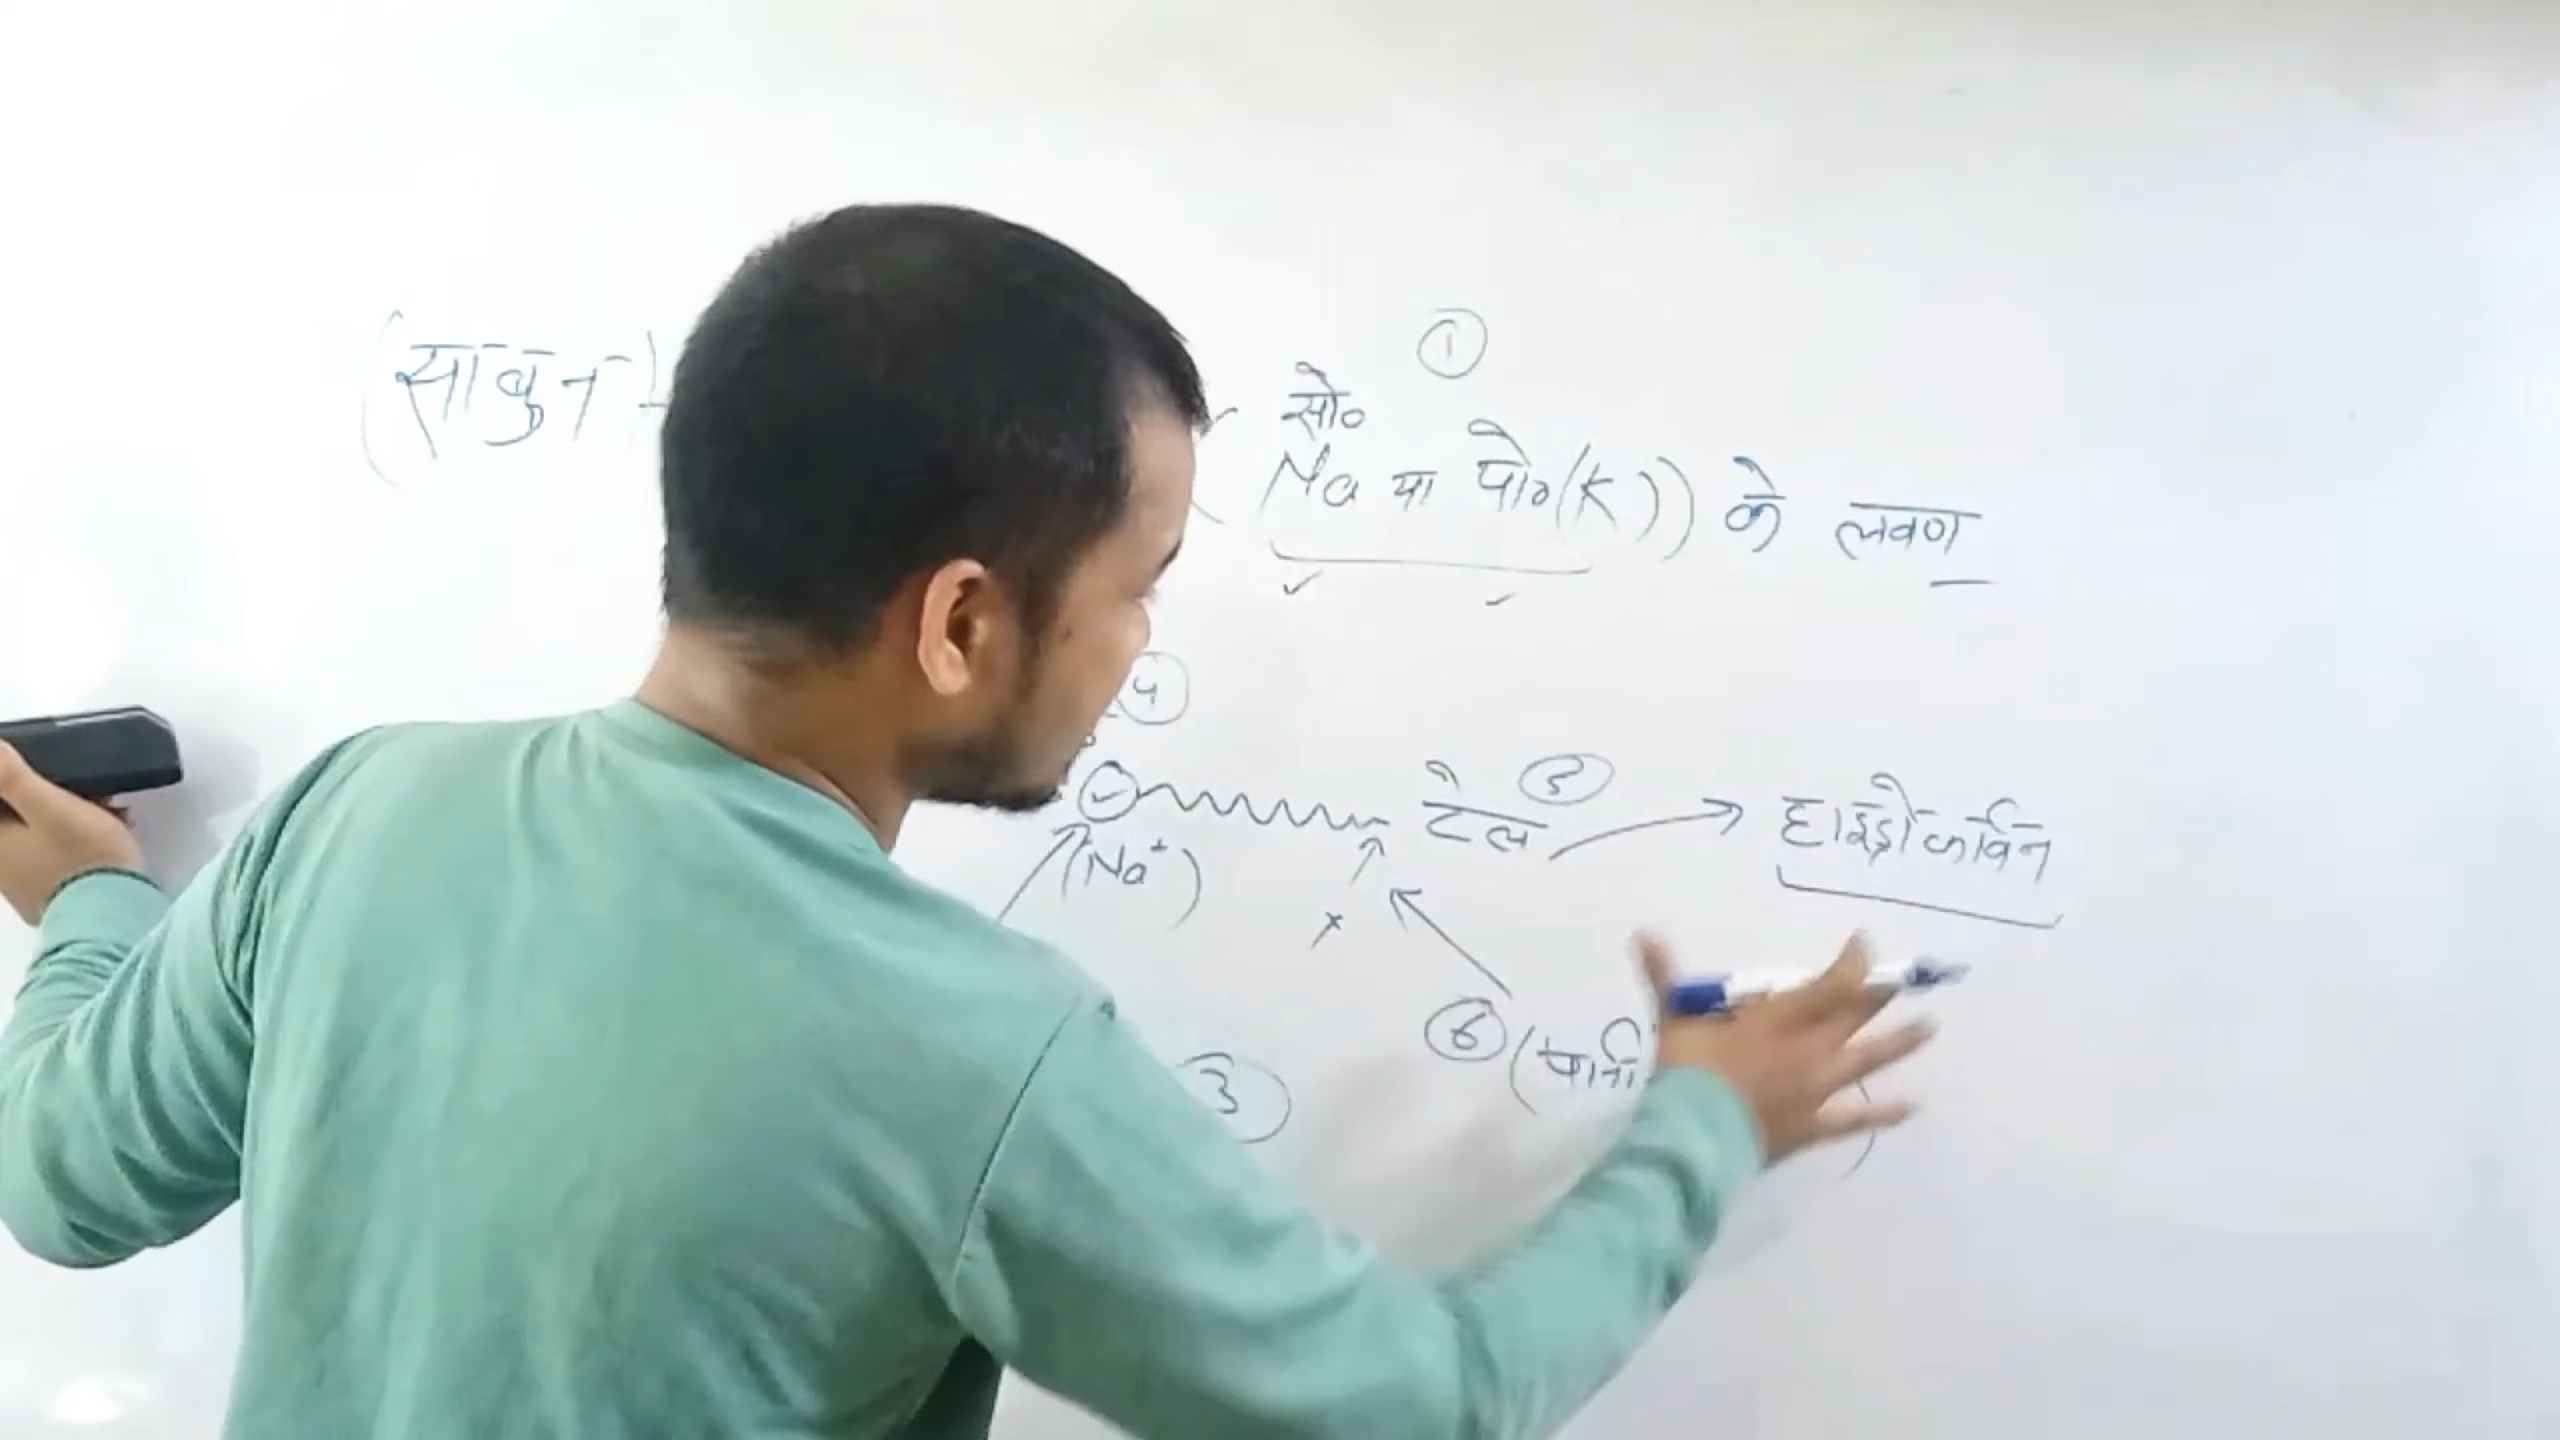 (साबुन)
①
सो०
Na या पो०(K)) के लवण
④
टेल ⑤ हाइड्रोकार्बन
(Na⁺)
×
⑥ (पानी
③